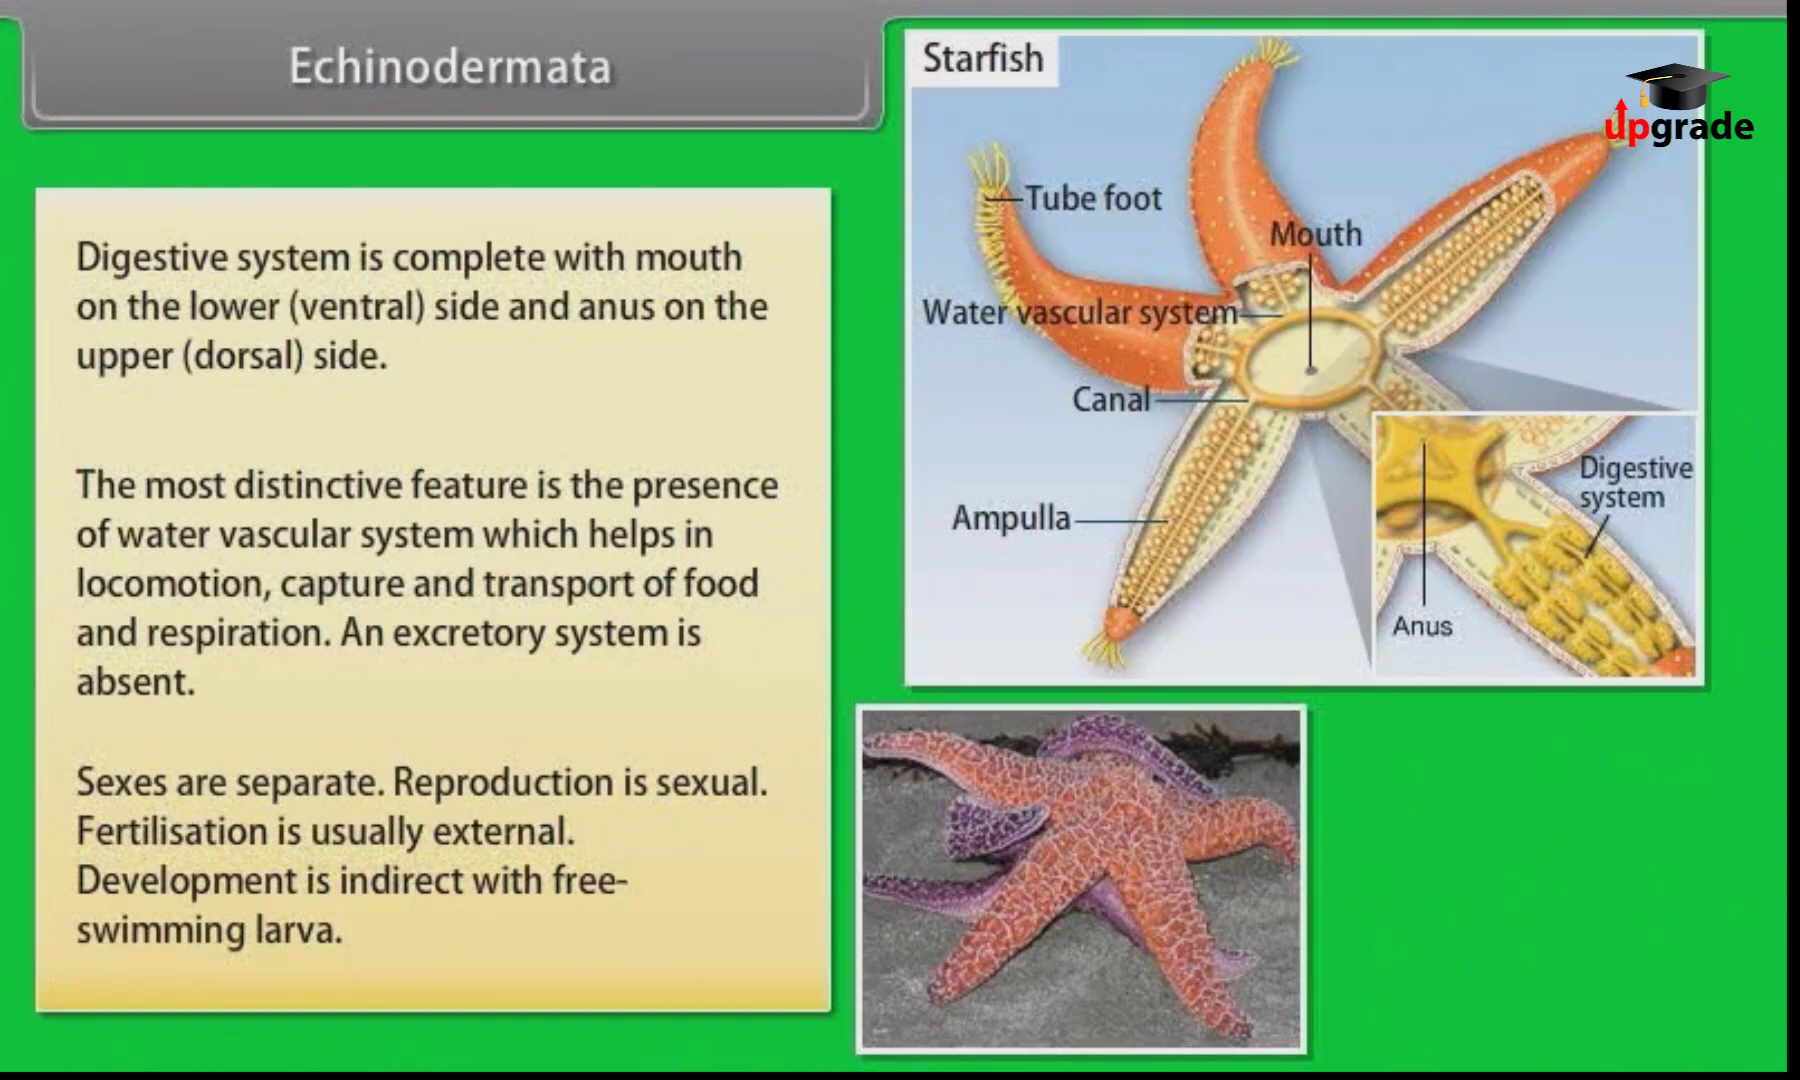 Echinodermata
Digestive system is complete with mouth
on the lower (ventral) side and anus on the
upper (dorsal) side.
The most distinctive feature is the presence
of water vascular system which helps in
locomotion, capture and transport of food
and respiration. An excretory system is
absent.
Sexes are separate. Reproduction is sexual.
Fertilisation is usually external.
Development is indirect with free-
swimming larva.
Starfish
upgrade
Tube foot
Mouth
Water vascular system
Canal
Ampulla
Digestive
system
Anus